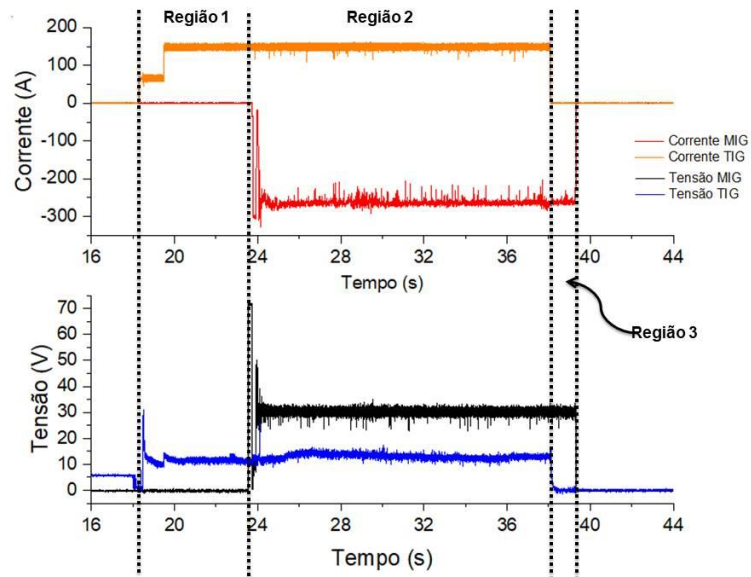 Região 1
Região 2
200
100
0
-100
-200
-300
Corrente (A)
16
20
24
28
32
36
40
44
Tempo (s)
Corrente MIG
Corrente TIG
Tensão MIG
Tensão TIG
Região 3
70
60
50
40
30
20
10
0
Tensão (V)
16
20
24
28
32
36
40
44
Tempo (s)